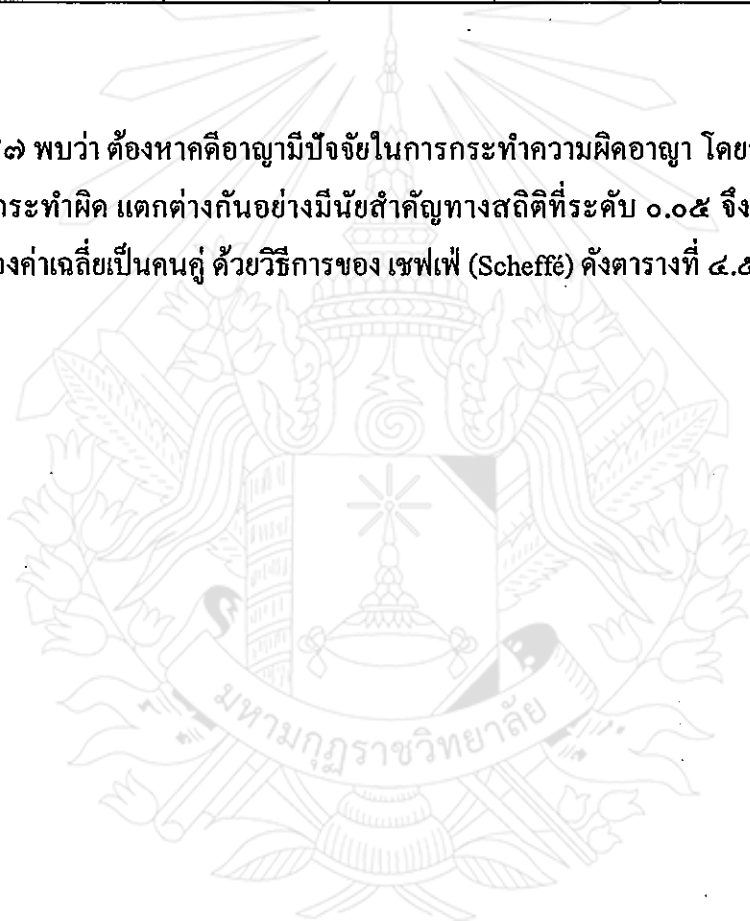 ๗ พบว่า ต้องหาคดีอาญามีปัจจัยในการกระทำความผิดอาญา โดย
กระทำผิด แตกต่างกันอย่างมีนัยสำคัญทางสถิติที่ระดับ ๐.๐๕ จึง
องค่าเฉลี่ยเป็นคนคู่ ด้วยวิธีการของ เชฟเฟ่ (Scheffé) ดังตารางที่ ๔.๕
มหามกุฏราชวิทยาลัย